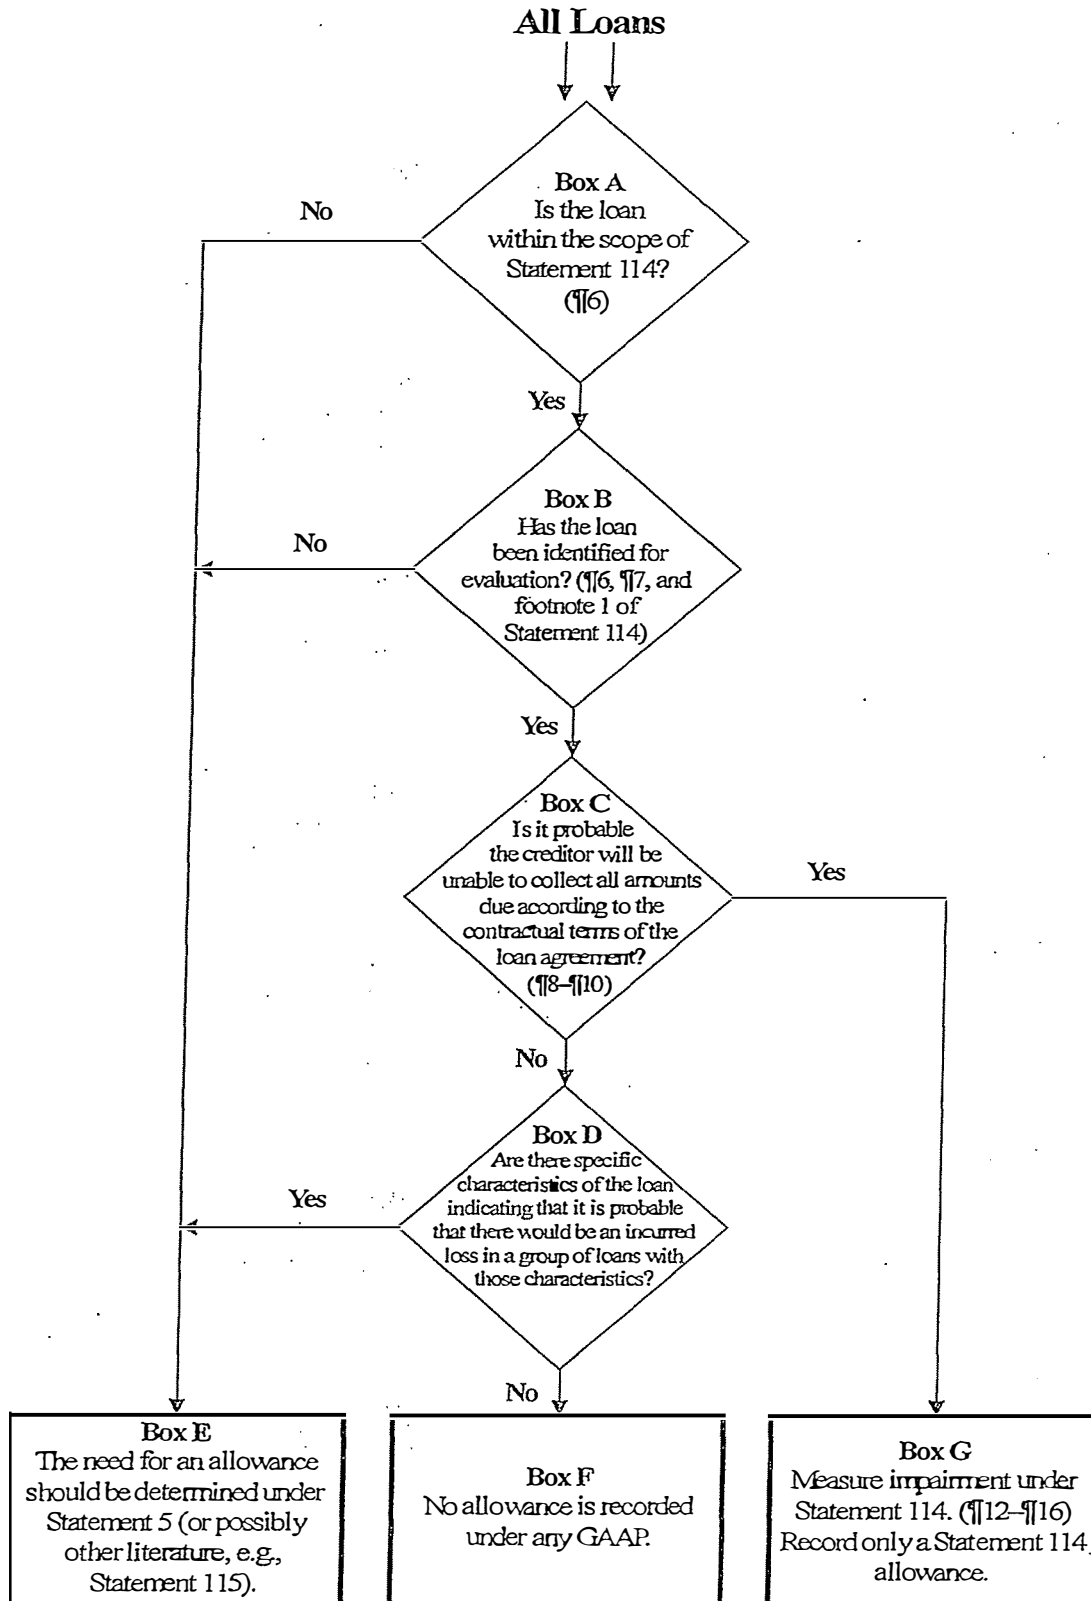 All Loans
Box A
Is the loan
within the scope of
Statement 114?
(¶6)
No
Yes
Box B
Has the loan
been identified for
evaluation? (¶6, ¶7, and
footnote 1 of
Statement 114)
No
Yes
Box C
Is it probable
the creditor will be
unable to collect all amounts
due according to the
contractual terms of the
loan agreement?
(¶8–¶10)
Yes
No
Box D
Are there specific
characteristics of the loan
indicating that it is probable
that there would be an incurred
loss in a group of loans with
those characteristics?
Yes
No
Box E
The need for an allowance
should be determined under
Statement 5 (or possibly
other literature, e.g.,
Statement 115).
Box F
No allowance is recorded
under any GAAP.
Box G
Measure impairment under
Statement 114. (¶12–¶16)
Record only a Statement 114
allowance.